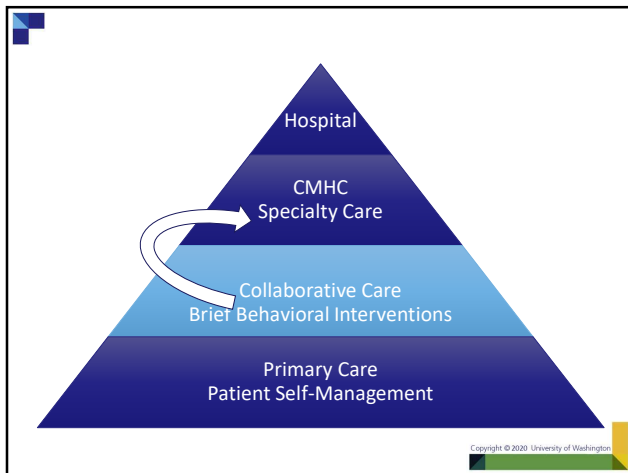 Hospital
CMHC
Specialty Care
Collaborative Care
Brief Behavioral Interventions
Primary Care
Patient Self-Management
Copyright © 2020 University of Washington